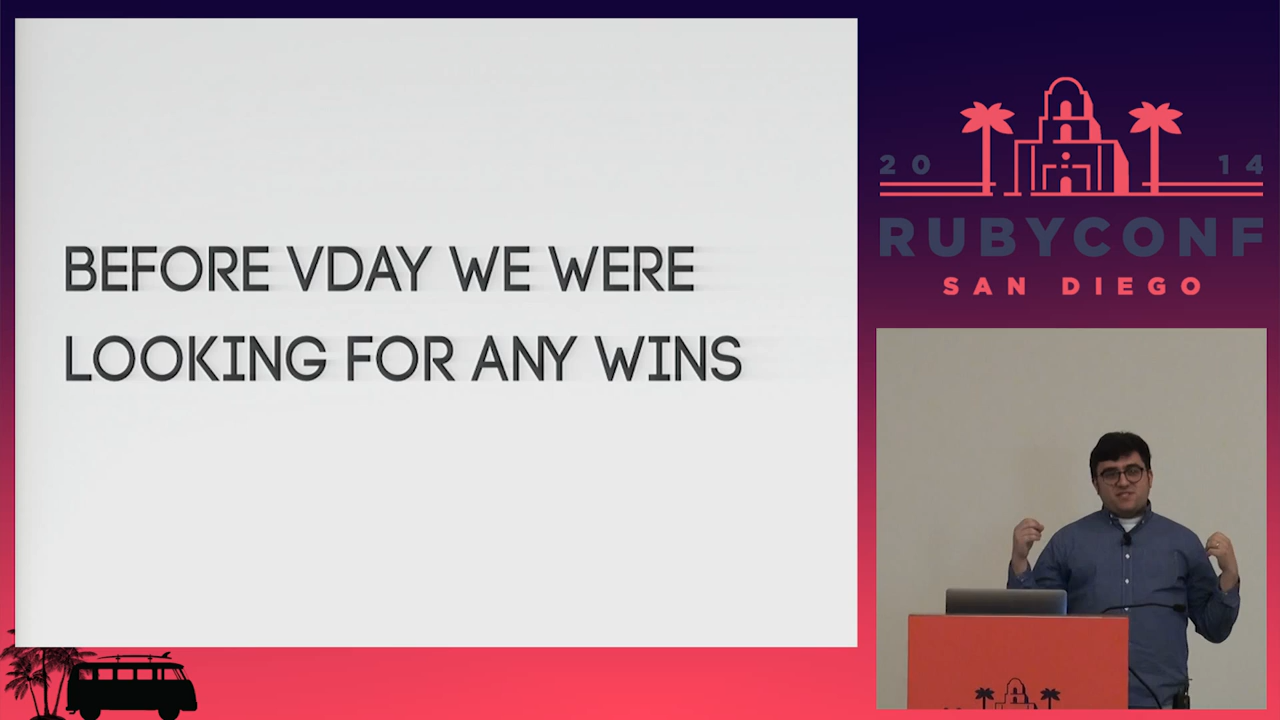 BEFORE VDAY WE WERE
LOOKING FOR ANY WINS
20 14
RUBYCONF
SAN DIEGO